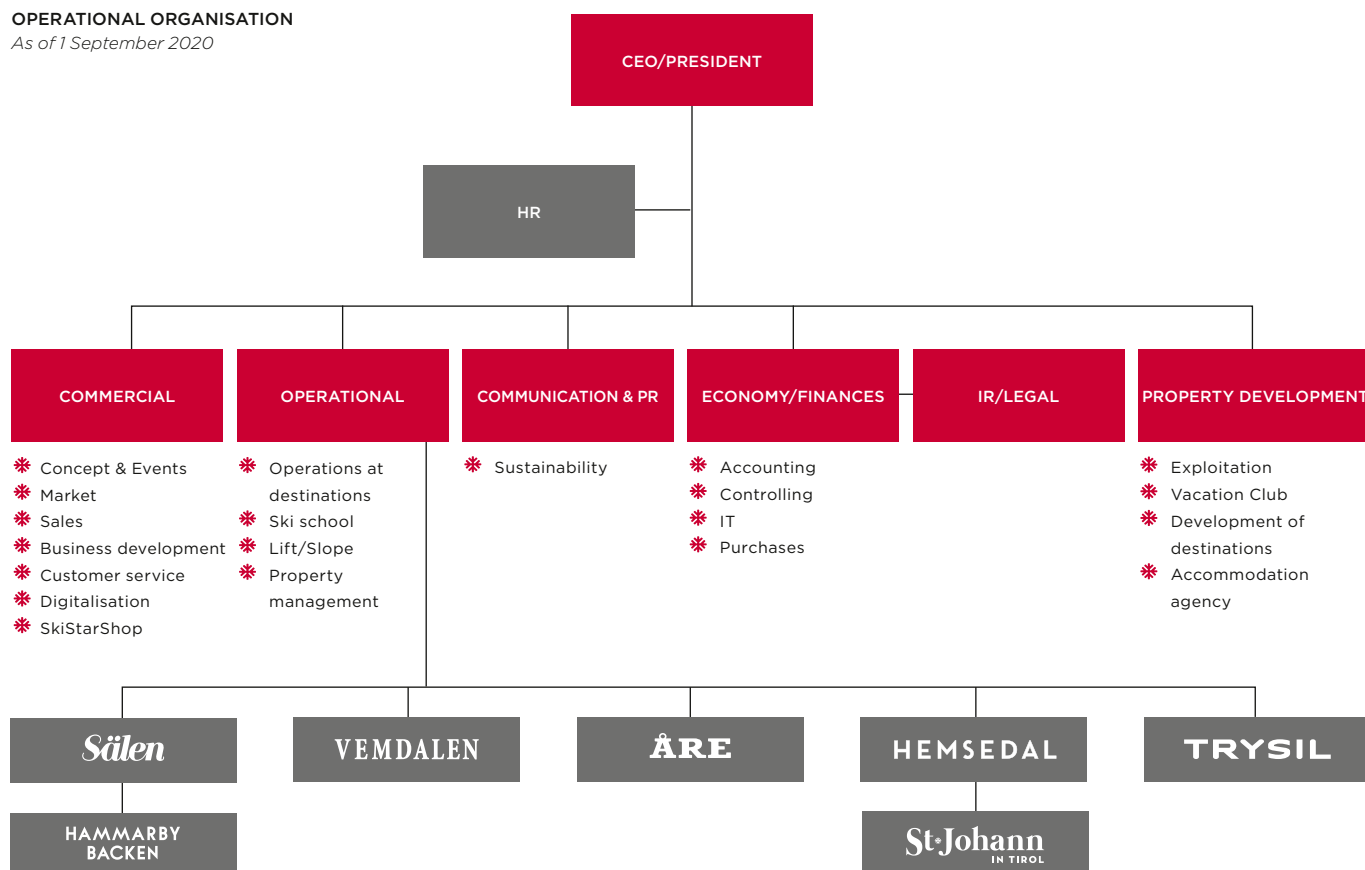 OPERATIONAL ORGANISATION
As of 1 September 2020
CEO/PRESIDENT
HR
COMMERCIAL
OPERATIONAL
COMMUNICATION & PR
ECONOMY/FINANCES
IR/LEGAL
PROPERTY DEVELOPMENT
Concept & Events
Market
Sales
Business development
Customer service
Digitalisation
SkiStarShop
Operations at
destinations
Ski school
Lift/Slope
Property
management
Sustainability
Accounting
Controlling
IT
Purchases
Exploitation
Vacation Club
Development of
destinations
Accommodation
agency
Sälen
VEMDALEN
ÅRE
HEMSEDAL
TRYSIL
HAMMARBY
BACKEN
St Johann
IN TIROL